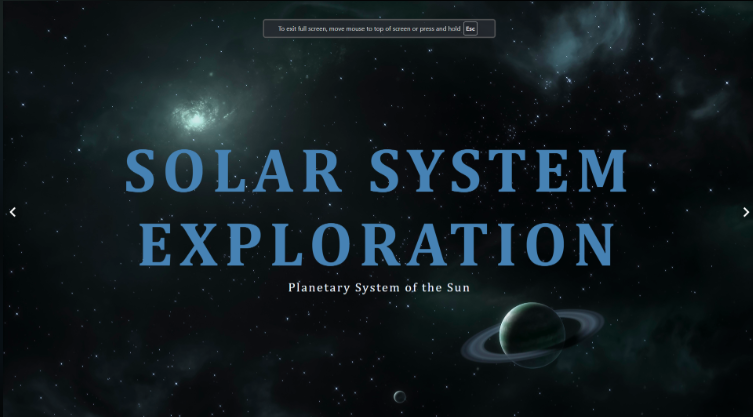 To exit full screen, move mouse to top of screen or press and hold Esc
SOLAR SYSTEM
EXPLORATION
Planetary System of the Sun